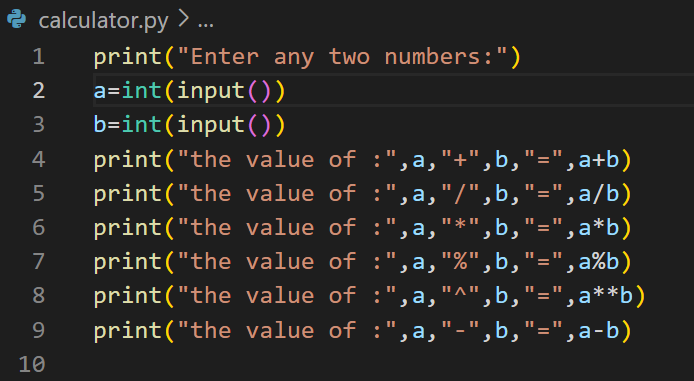 calculator.py > ...
1 print("Enter any two numbers:")
2 a=int(input())
3 b=int(input())
4 print("the value of :",a,"+",b,"=",a+b)
5 print("the value of :",a,"/",b,"=",a/b)
6 print("the value of :",a,"*",b,"=",a*b)
7 print("the value of :",a,"%",b,"=",a%b)
8 print("the value of :",a,"^",b,"=",a**b)
9 print("the value of :",a,"-",b,"=",a-b)
10